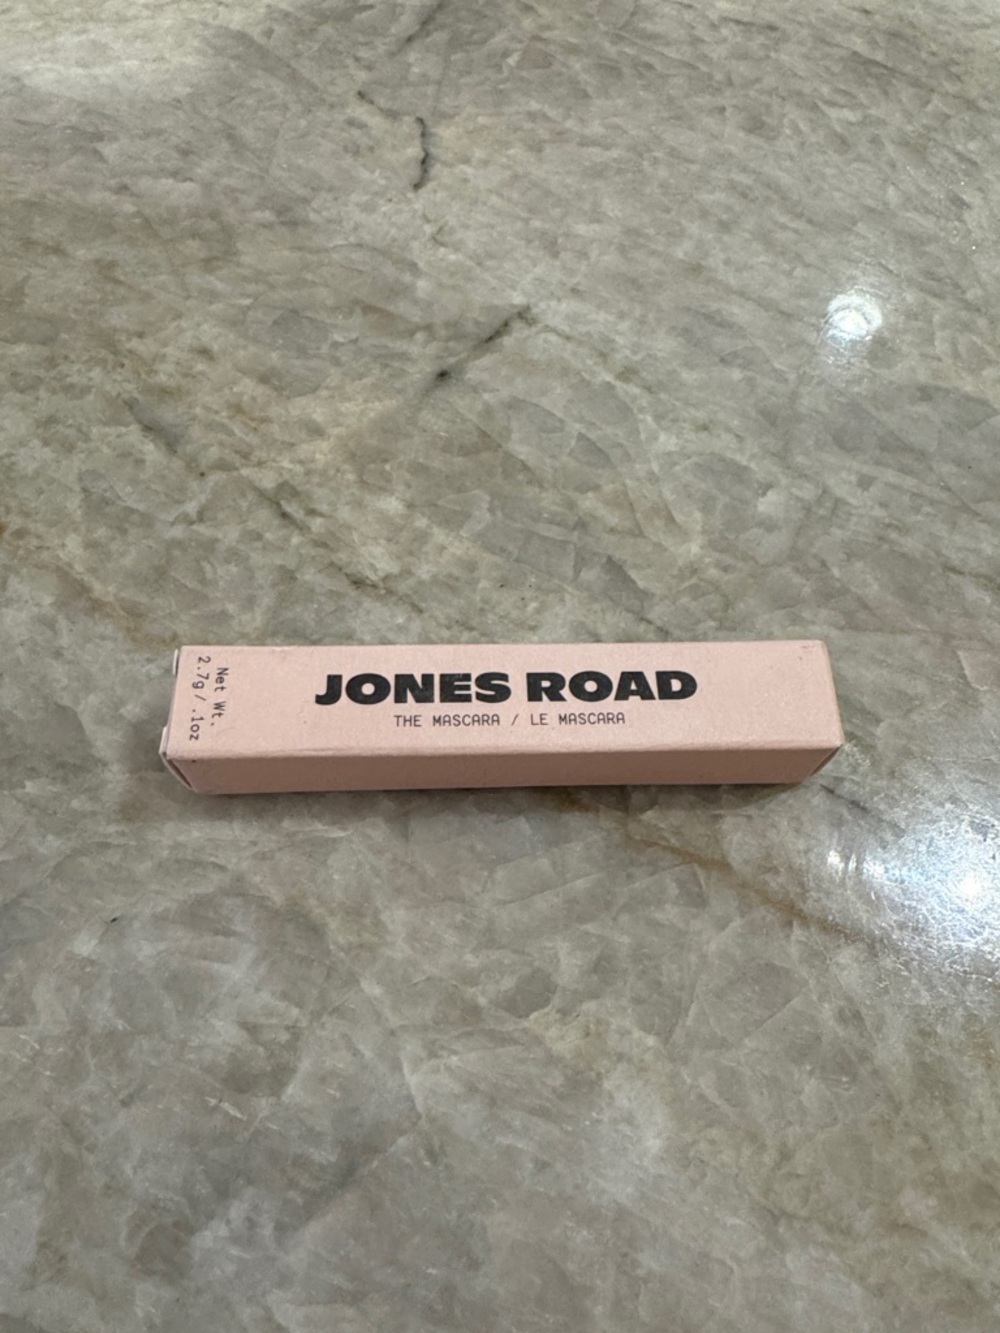 JONES ROAD
THE MASCARA / LE MASCARA
Net Wt.
2.7g / .1oz